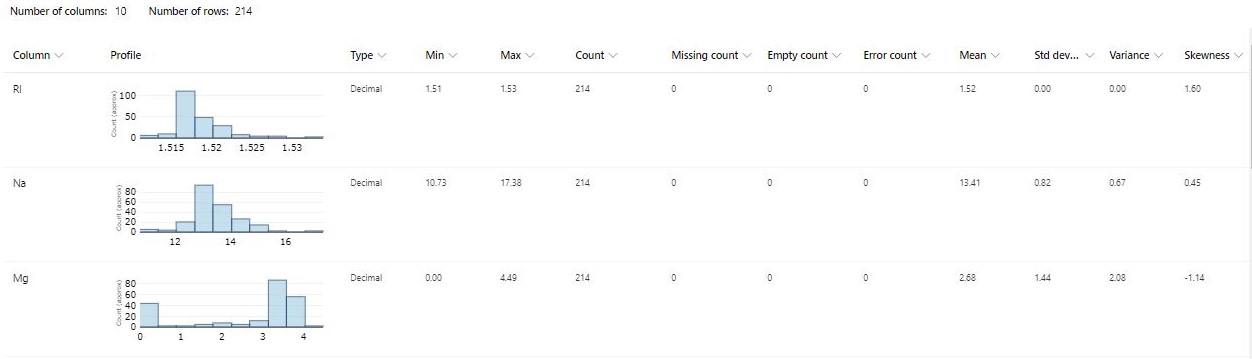 Number of columns: 10 Number of rows: 214
Column Profile Type Min Max Count Missing count Empty count Error count Mean Std dev... Variance Skewness
RI Decimal 1.51 1.53 214 0 0 0 1.52 0.00 0.00 1.60
Count (approx)
100
50
0
1.515 1.52 1.525 1.53
Na Decimal 10.73 17.38 214 0 0 0 13.41 0.82 0.67 0.45
Count (approx)
80
60
40
20
0
12 14 16
Mg Decimal 0.00 4.49 214 0 0 0 2.68 1.44 2.08 -1.14
Count (approx)
80
60
40
20
0
0 1 2 3 4